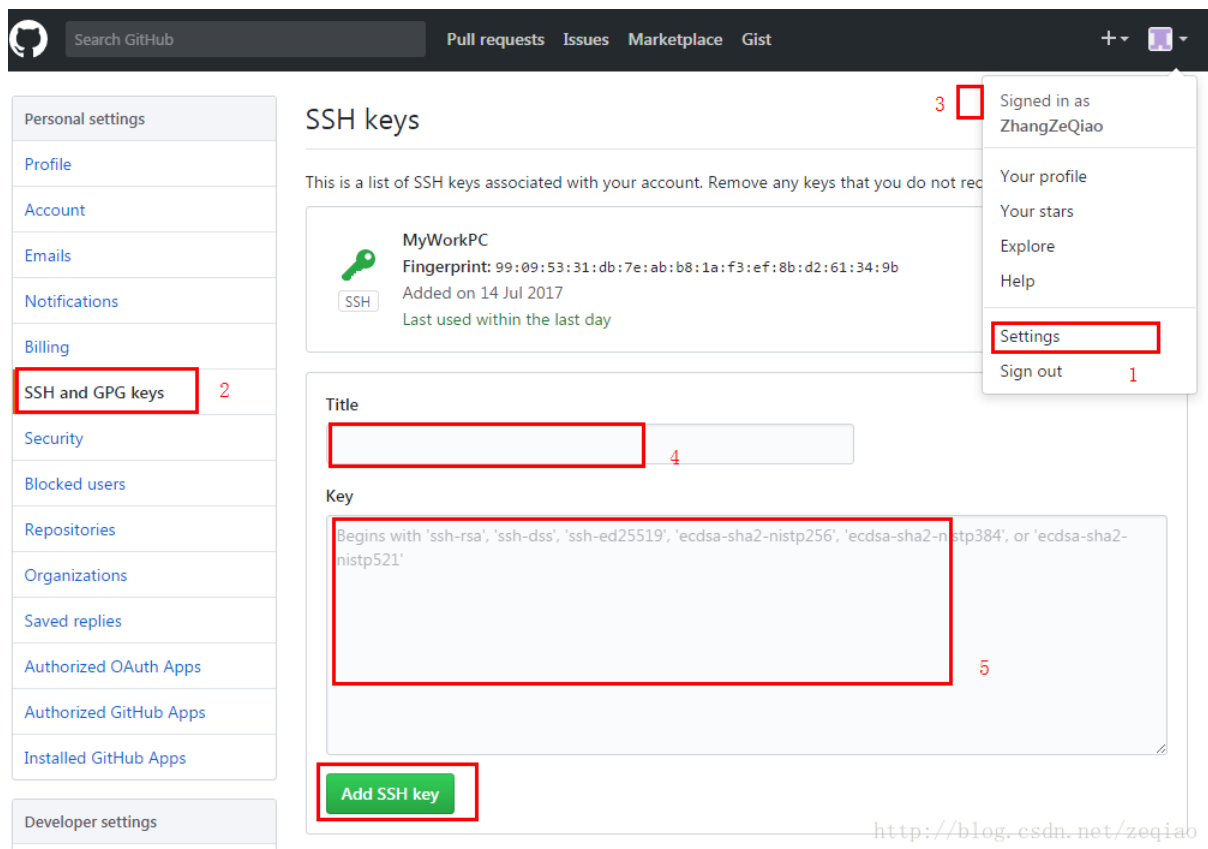 Search GitHub
Pull requests Issues Marketplace Gist
Signed in as
ZhangZeQiao
Your profile
Your stars
Explore
Help
Settings
Sign out
1
Personal settings
Profile
Account
Emails
Notifications
Billing
SSH and GPG keys
2
Security
Blocked users
Repositories
Organizations
Saved replies
Authorized OAuth Apps
Authorized GitHub Apps
Installed GitHub Apps
Developer settings
SSH keys
3
This is a list of SSH keys associated with your account. Remove any keys that you do not rec
MyWorkPC
Fingerprint: 99:09:53:31:db:7e:ab:b8:1a:f3:ef:8b:d2:61:34:9b
SSH
Added on 14 Jul 2017
Last used within the last day
Title
4
Key
Begins with 'ssh-rsa', 'ssh-dss', 'ssh-ed25519', 'ecdsa-sha2-nistp256', 'ecdsa-sha2-nistp384', or 'ecdsa-sha2-
nistp521'
5
Add SSH key
http://blog.csdn.net/zeqiao